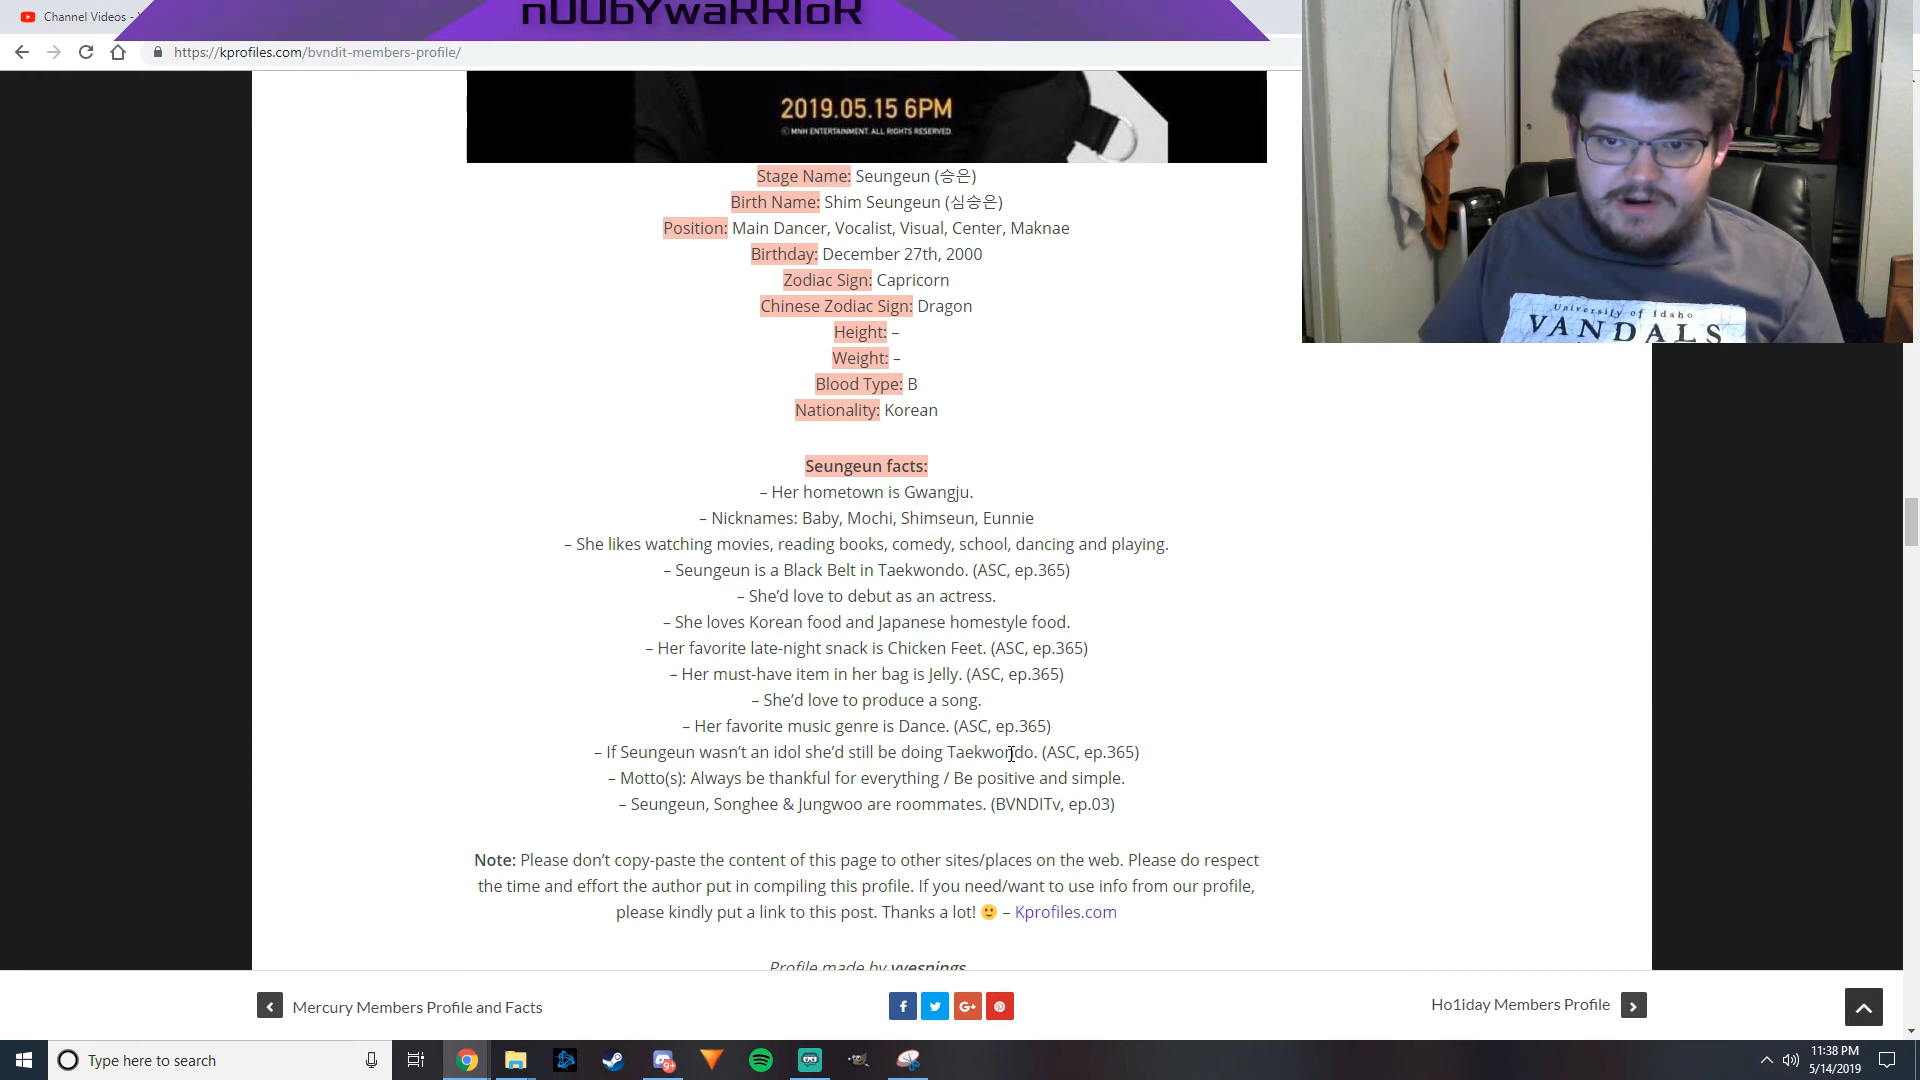 Channel Videos -
n00bYwaRRIoR
https://kprofiles.com/bvndit-members-profile/
2019.05.15 6PM
© MNH ENTERTAINMENT. ALL RIGHTS RESERVED.
University of Idaho
VANDALS
Stage Name: Seungeun (승은)
Birth Name: Shim Seungeun (심승은)
Position: Main Dancer, Vocalist, Visual, Center, Maknae
Birthday: December 27th, 2000
Zodiac Sign: Capricorn
Chinese Zodiac Sign: Dragon
Height: –
Weight: –
Blood Type: B
Nationality: Korean
Seungeun facts:
– Her hometown is Gwangju.
– Nicknames: Baby, Mochi, Shimseun, Eunnie
– She likes watching movies, reading books, comedy, school, dancing and playing.
– Seungeun is a Black Belt in Taekwondo. (ASC, ep.365)
– She’d love to debut as an actress.
– She loves Korean food and Japanese homestyle food.
– Her favorite late-night snack is Chicken Feet. (ASC, ep.365)
– Her must-have item in her bag is Jelly. (ASC, ep.365)
– She’d love to produce a song.
– Her favorite music genre is Dance. (ASC, ep.365)
– If Seungeun wasn’t an idol she’d still be doing Taekwondo. (ASC, ep.365)
– Motto(s): Always be thankful for everything / Be positive and simple.
– Seungeun, Songhee & Jungwoo are roommates. (BVNDITv, ep.03)
Note: Please don’t copy-paste the content of this page to other sites/places on the web. Please do respect
the time and effort the author put in compiling this profile. If you need/want to use info from our profile,
please kindly put a link to this post. Thanks a lot! 🙂 – Kprofiles.com
Profile made by vvesnings
Mercury Members Profile and Facts
f
G+
Ho1iday Members Profile
Type here to search
9+
11:38 PM
5/14/2019